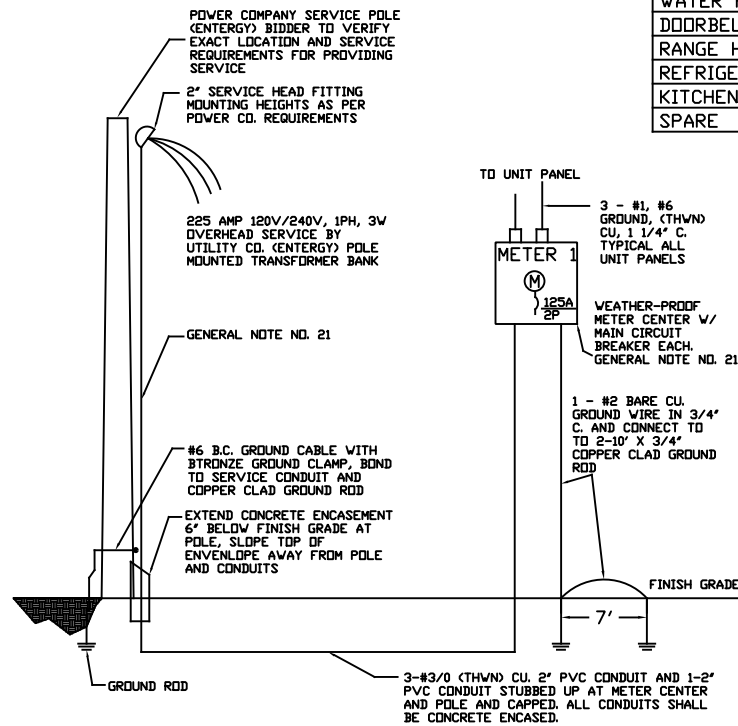 POWER COMPANY SERVICE POLE
(ENTERGY) BIDDER TO VERIFY
EXACT LOCATION AND SERVICE
REQUIREMENTS FOR PROVIDING
SERVICE
2" SERVICE HEAD FITTING
MOUNTING HEIGHTS AS PER
POWER CO. REQUIREMENTS
225 AMP 120V/240V, 1PH, 3W
OVERHEAD SERVICE BY
UTILITY CO. (ENTERGY) POLE
MOUNTED TRANSFORMER BANK
GENERAL NOTE NO. 21
#6 B.C. GROUND CABLE WITH
BTRONZE GROUND CLAMP, BOND
TO SERVICE CONDUIT AND
COPPER CLAD GROUND ROD
EXTEND CONCRETE ENCASEMENT
6" BELOW FINISH GRADE AT
POLE, SLOPE TOP OF
ENVENLOPE AWAY FROM POLE
AND CONDUITS
GROUND ROD
WATER
DOORBEL
RANGE H
REFRIGE
KITCHEN
SPARE
TO UNIT PANEL
3 - #1, #6
GROUND, (THWN)
CU, 1 1/4" C.
TYPICAL ALL
UNIT PANELS
METER 1
M
125A
2P
WEATHER-PROOF
METER CENTER W/
MAIN CIRCUIT
BREAKER EACH.
GENERAL NOTE NO. 21
1 - #2 BARE CU.
GROUND WIRE IN 3/4"
C. AND CONNECT TO
TO 2-10' X 3/4"
COPPER CLAD GROUND
ROD
FINISH GRADE
7'
3-#3/0 (THWN) CU. 2" PVC CONDUIT AND 1-2"
PVC CONDUIT STUBBED UP AT METER CENTER
AND POLE AND CAPPED. ALL CONDUITS SHALL
BE CONCRETE ENCASED.